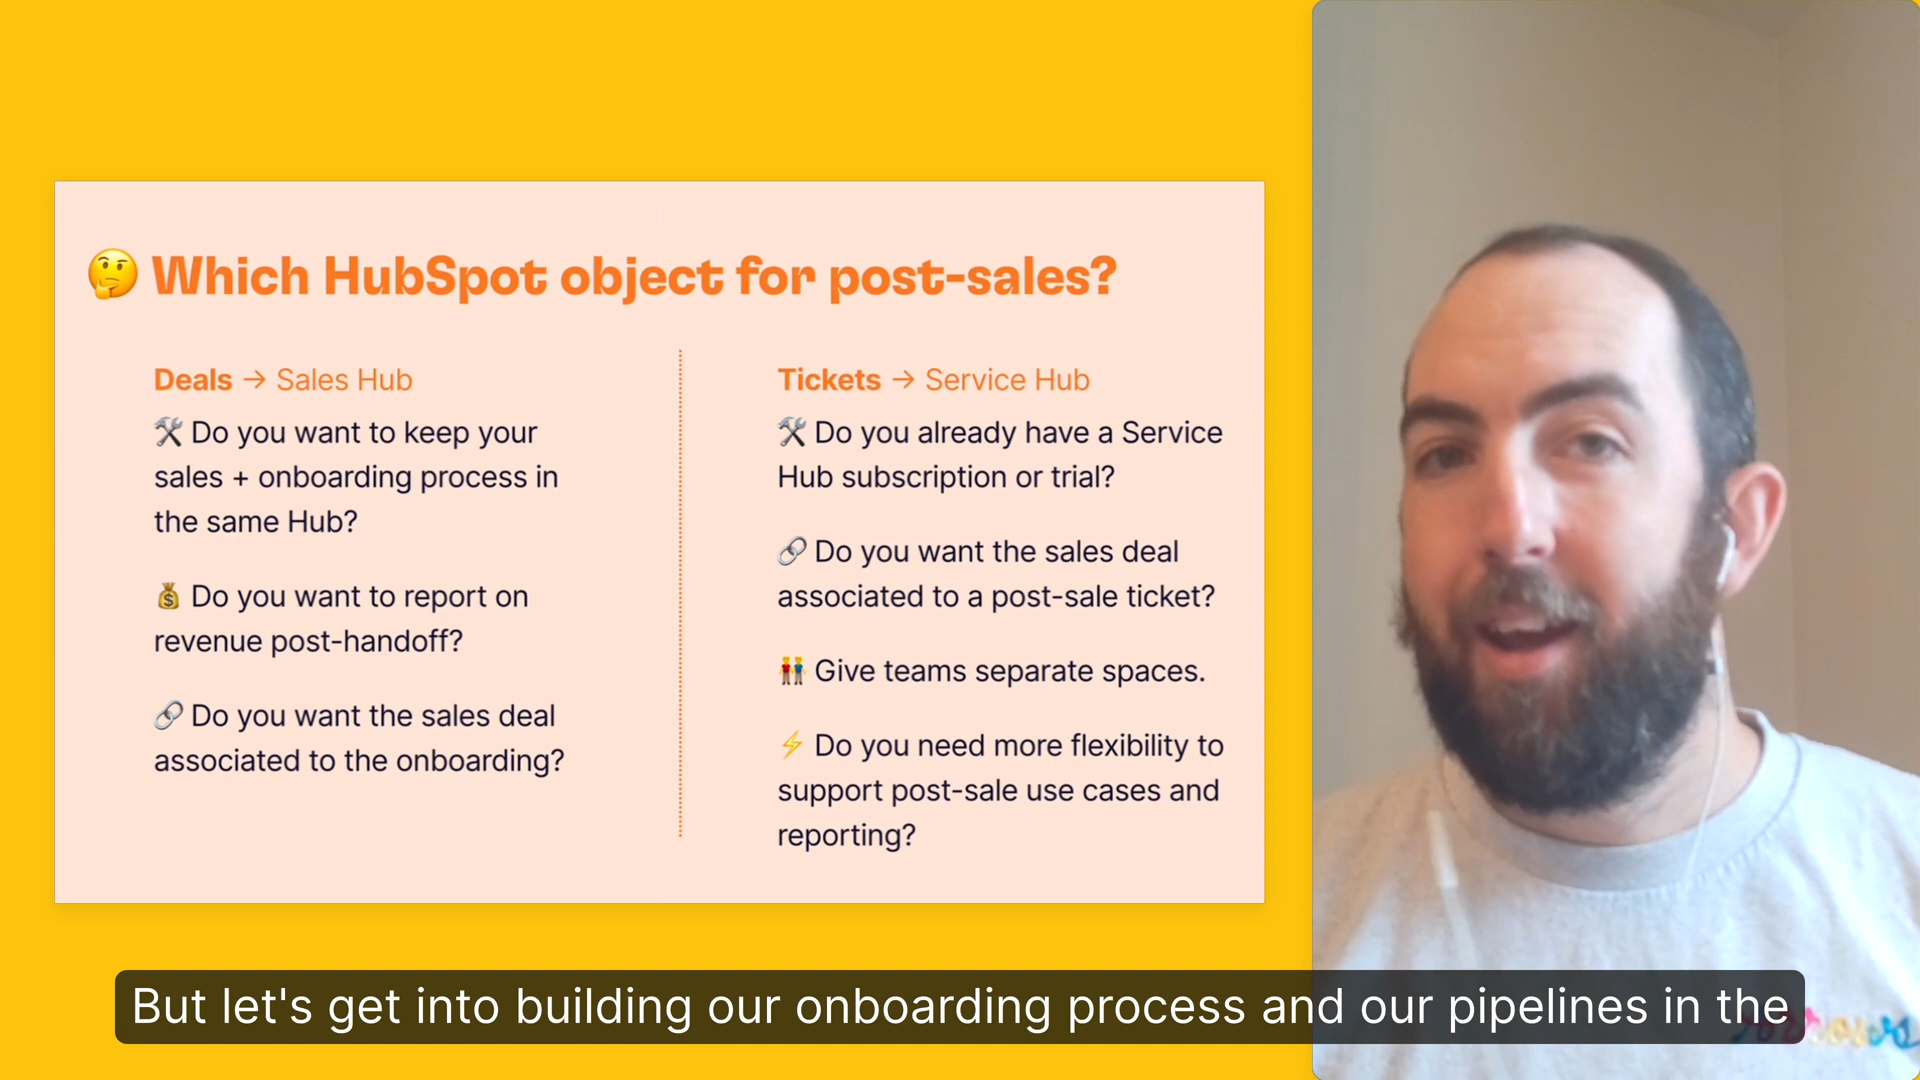 🤔 Which HubSpot object for post-sales?
Deals → Sales Hub
🛠️ Do you want to keep your
sales + onboarding process in
the same Hub?
💰 Do you want to report on
revenue post-handoff?
🔗 Do you want the sales deal
associated to the onboarding?
Tickets → Service Hub
🛠️ Do you already have a Service
Hub subscription or trial?
🔗 Do you want the sales deal
associated to a post-sale ticket?
👬 Give teams separate spaces.
⚡ Do you need more flexibility to
support post-sale use cases and
reporting?
But let's get into building our onboarding process and our pipelines in the